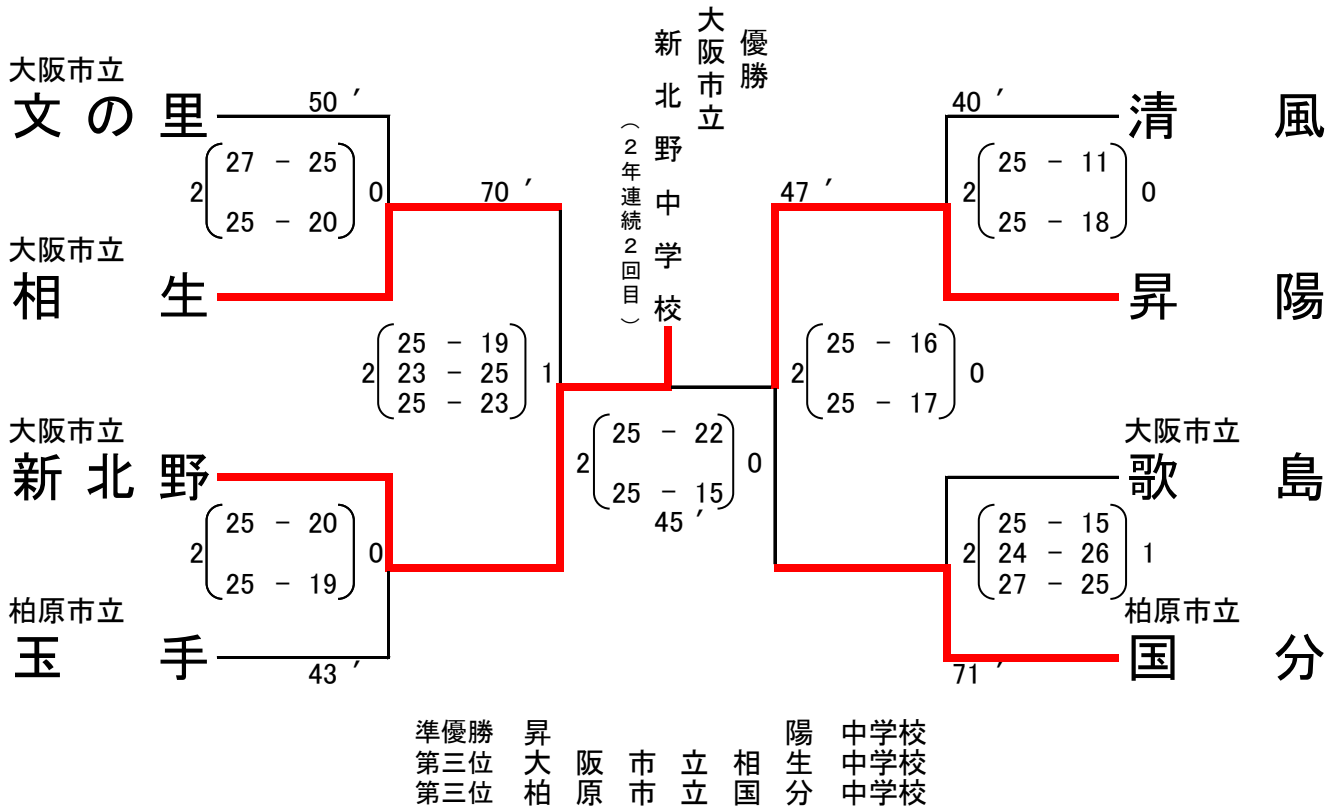 優勝
大阪市立
新北野中学校
（２年連続２回目）
大阪市立
文の里
50 ′
27 － 25
2 0
25 － 20
大阪市立
相生
70 ′
25 － 19
2 23 － 25 1
25 － 23
大阪市立
新北野
25 － 20
2 0
25 － 19
柏原市立
玉手
43 ′
25 － 22
2 0
25 － 15
45 ′
40 ′
清風
25 － 11
2 0
25 － 18
47 ′
昇陽
25 － 16
2 0
25 － 17
大阪市立
歌島
25 － 15
2 24 － 26 1
27 － 25
柏原市立
国分
71 ′
準優勝 昇陽 中学校
第三位 大阪市立相生 中学校
第三位 柏原市立国分 中学校